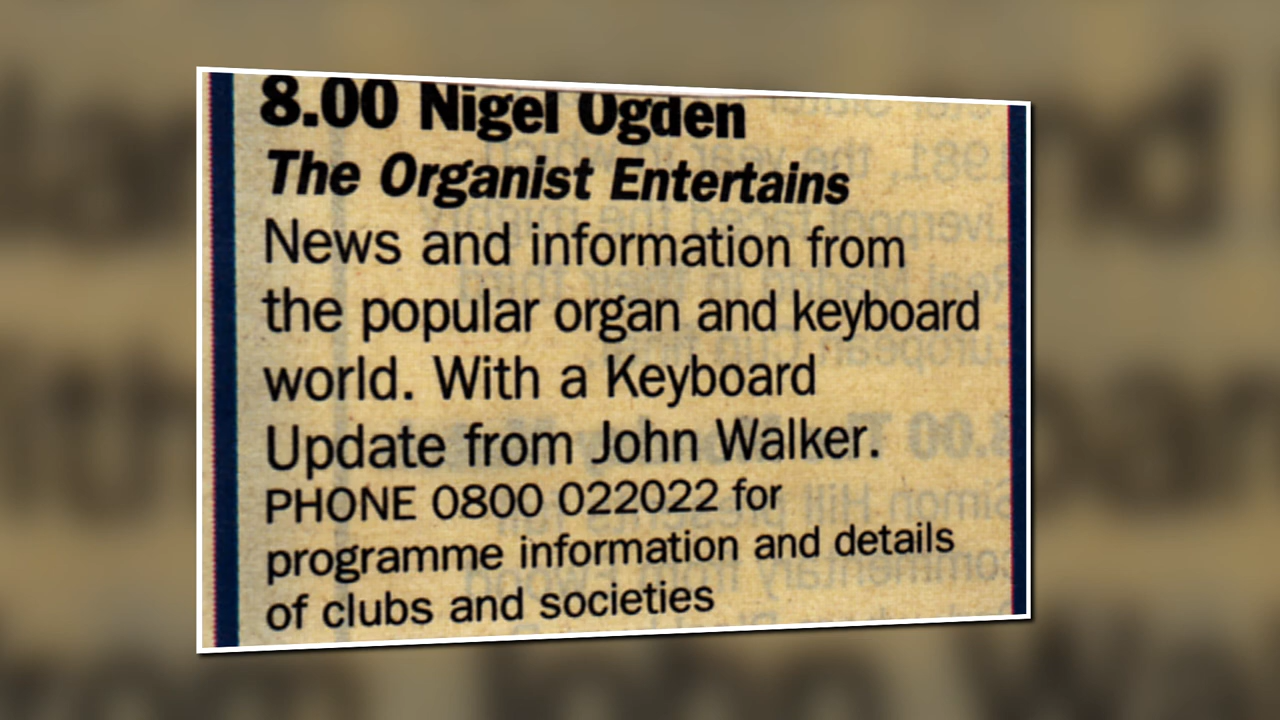 8.00 Nigel Ogden
The Organist Entertains
News and information from
the popular organ and keyboard
world. With a Keyboard
Update from John Walker.
PHONE 0800 022022 for
programme information and details
of clubs and societies